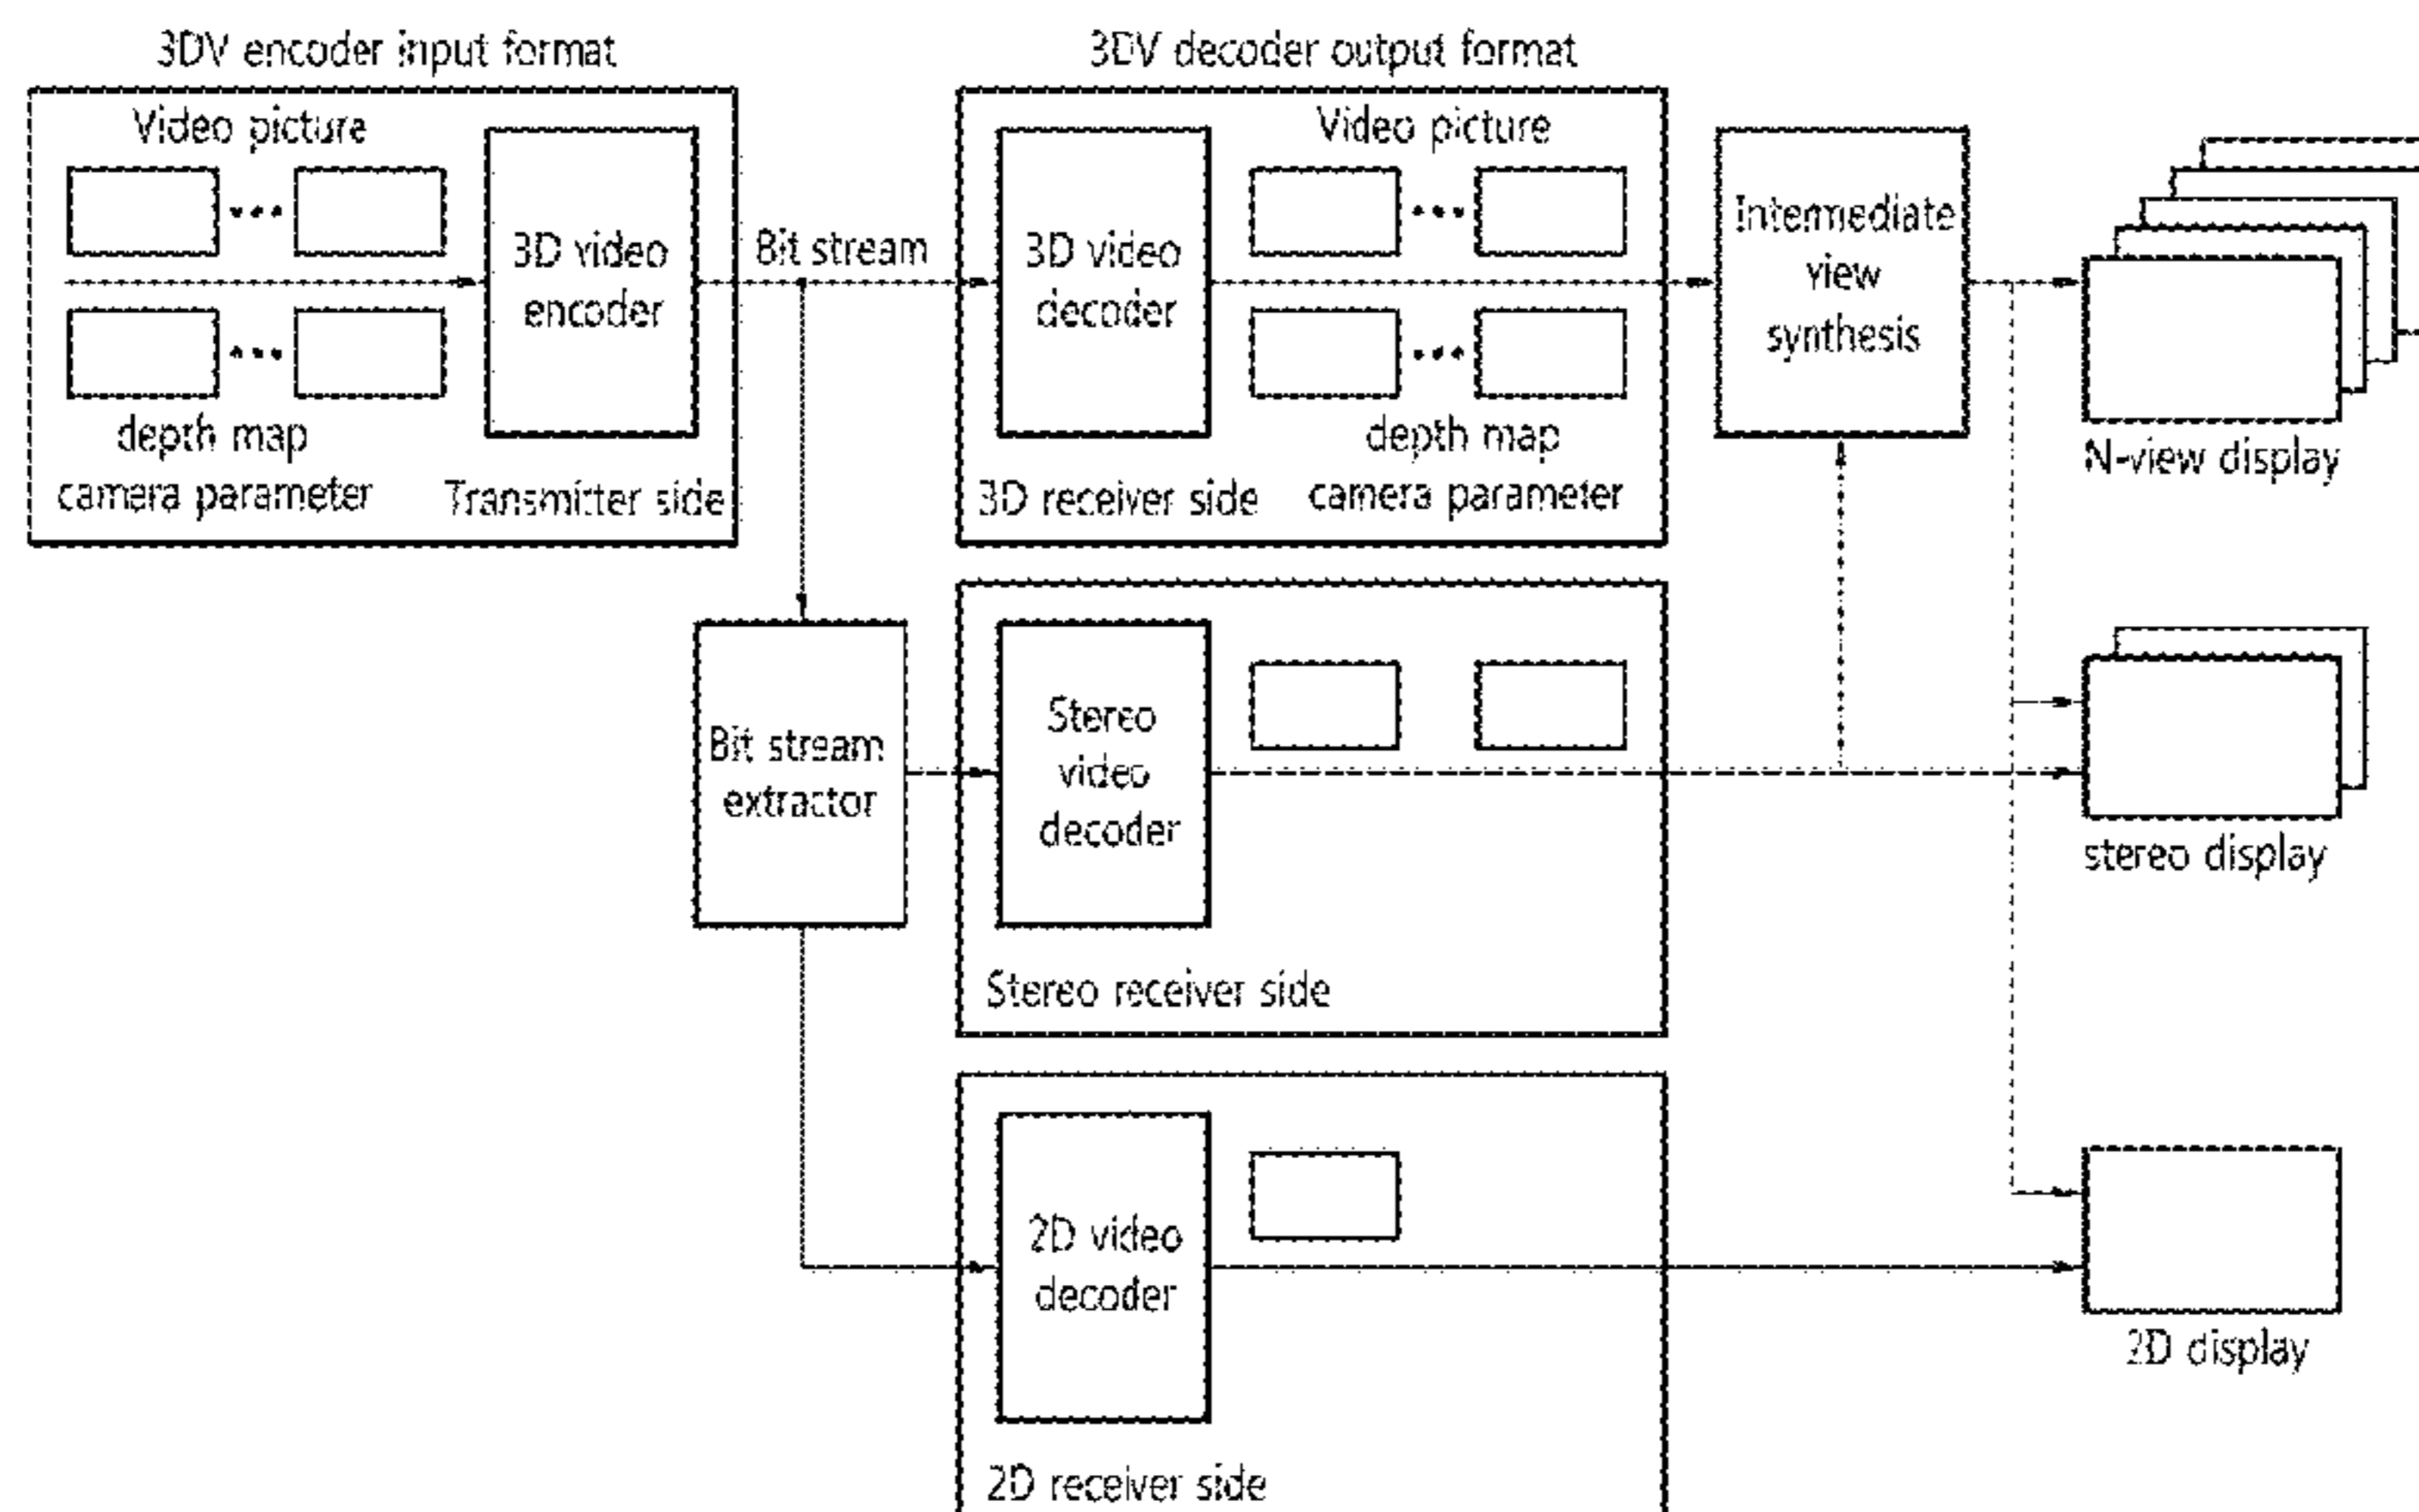 3DV encoder input format
3DV decoder output format
Video picture
3D video
encoder
depth map
camera parameter
Transmitter side
Bit stream
3D video
decoder
Video picture
depth map
camera parameter
3D receiver side
Intermediate
view
synthesis
N-view display
Bit stream
extractor
Stereo
video
decoder
Stereo receiver side
stereo display
2D video
decoder
2D receiver side
2D display